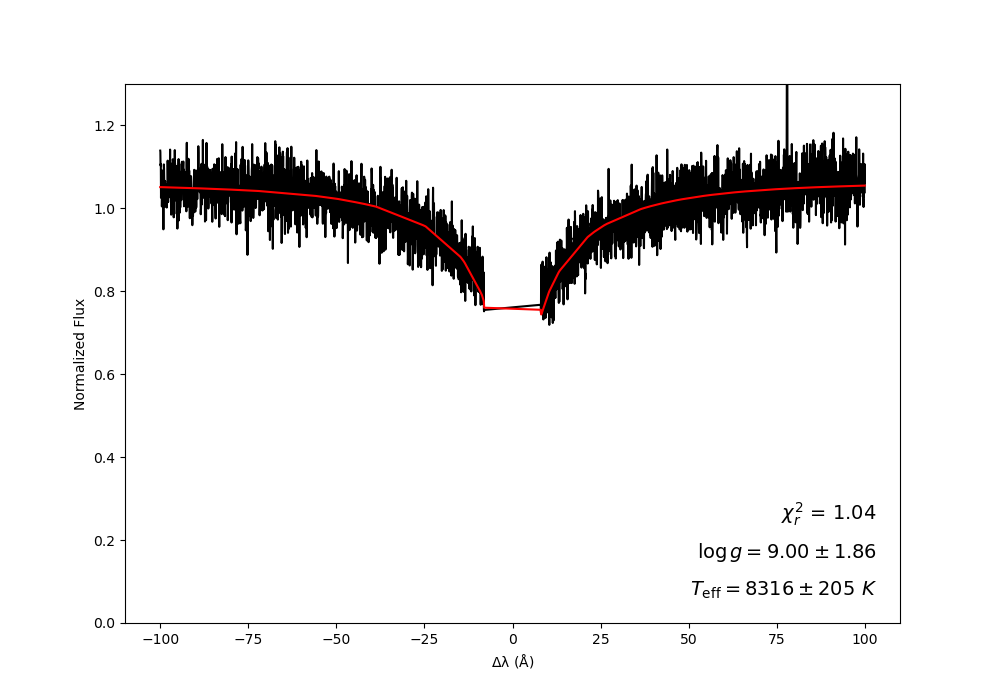 1.2
1.0
0.8
0.6
0.4
0.2
0.0
Normalized Flux
χ²ᵣ = 1.04
log g = 9.00 ± 1.86
T_eff = 8316 ± 205 K
−100 −75 −50 −25 0 25 50 75 100
Δλ (Å)